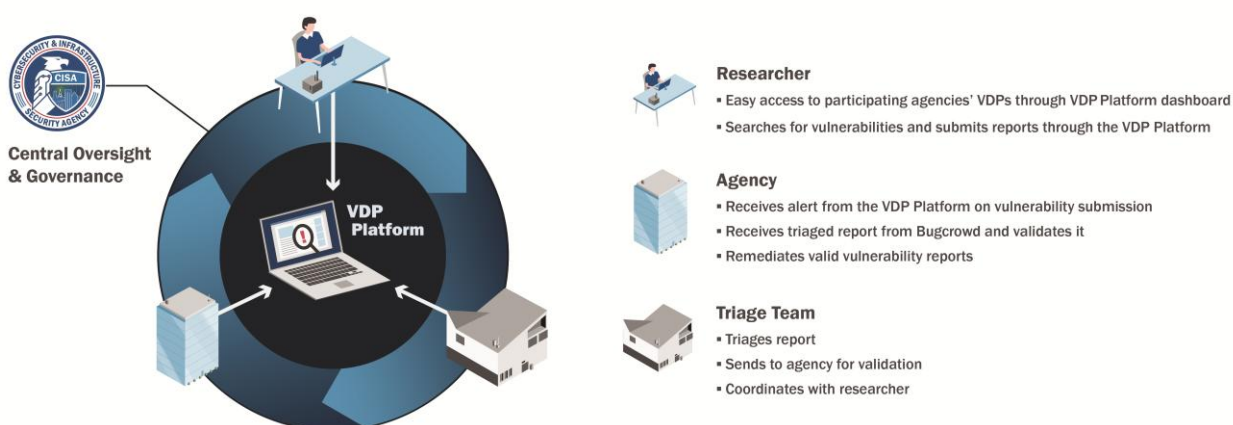 CYBERSECURITY & INFRASTRUCTURE
CISA
SECURITY AGENCY
Central Oversight
& Governance
VDP
Platform
Researcher
▪ Easy access to participating agencies’ VDPs through VDP Platform dashboard
▪ Searches for vulnerabilities and submits reports through the VDP Platform
Agency
▪ Receives alert from the VDP Platform on vulnerability submission
▪ Receives triaged report from Bugcrowd and validates it
▪ Remediates valid vulnerability reports
Triage Team
▪ Triages report
▪ Sends to agency for validation
▪ Coordinates with researcher